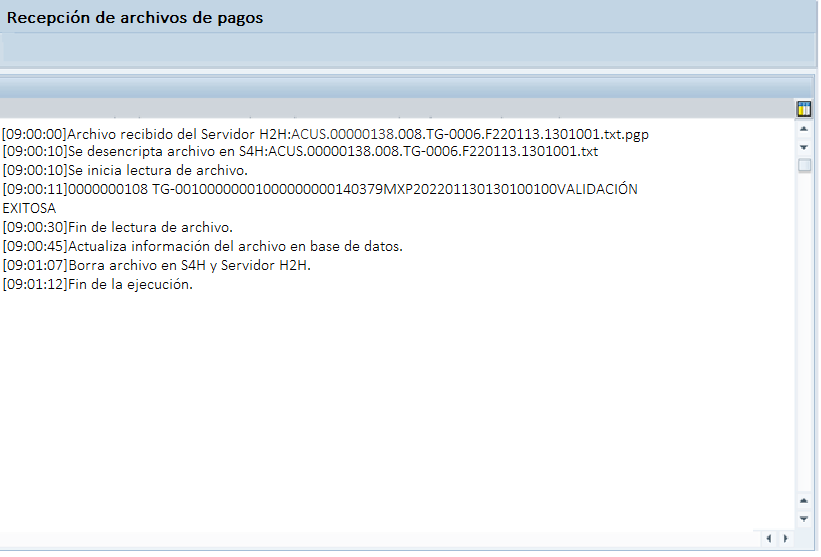 Recepción de archivos de pagos
[09:00:00]Archivo recibido del Servidor H2H:ACUS.00000138.008.TG-0006.F220113.1301001.txt.pgp
[09:00:10]Se desencripta archivo en S4H:ACUS.00000138.008.TG-0006.F220113.1301001.txt
[09:00:10]Se inicia lectura de archivo.
[09:00:11]0000000108 TG-00100000001000000000140379MXP202201130130100100VALIDACIÓN
EXITOSA
[09:00:30]Fin de lectura de archivo.
[09:00:45]Actualiza información del archivo en base de datos.
[09:01:07]Borra archivo en S4H y Servidor H2H.
[09:01:12]Fin de la ejecución.